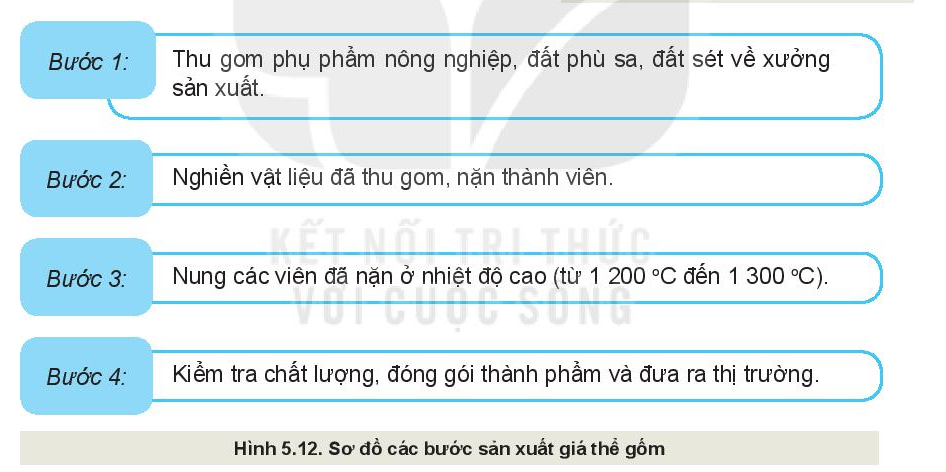 Bước 1:
Thu gom phụ phẩm nông nghiệp, đất phù sa, đất sét về xưởng
sản xuất.
Bước 2:
Nghiền vật liệu đã thu gom, nặn thành viên.
KẾT NỐI TRI THỨC
Bước 3:
Nung các viên đã nặn ở nhiệt độ cao (từ 1 200 °C đến 1 300 °C).
VỚI CUỘC SỐNG
Bước 4:
Kiểm tra chất lượng, đóng gói thành phẩm và đưa ra thị trường.
Hình 5.12. Sơ đồ các bước sản xuất giá thể gốm